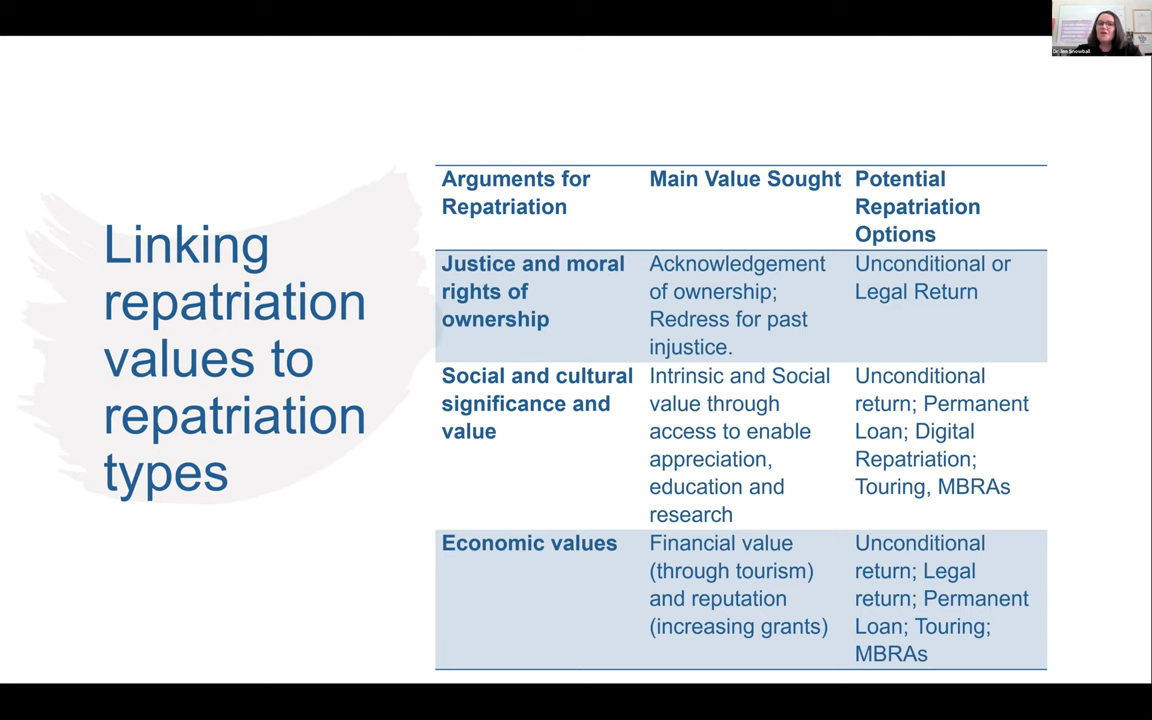 Dr. Jen Snowball
Linking
repatriation
values to
repatriation
types
Arguments for
Repatriation
Main Value Sought
Potential
Repatriation
Options
Justice and moral
rights of
ownership
Acknowledgement
of ownership;
Redress for past
injustice.
Unconditional or
Legal Return
Social and cultural
significance and
value
Intrinsic and Social
value through
access to enable
appreciation,
education and
research
Unconditional
return; Permanent
Loan; Digital
Repatriation;
Touring, MBRAs
Economic values
Financial value
(through tourism)
and reputation
(increasing grants)
Unconditional
return; Legal
return; Permanent
Loan; Touring;
MBRAs